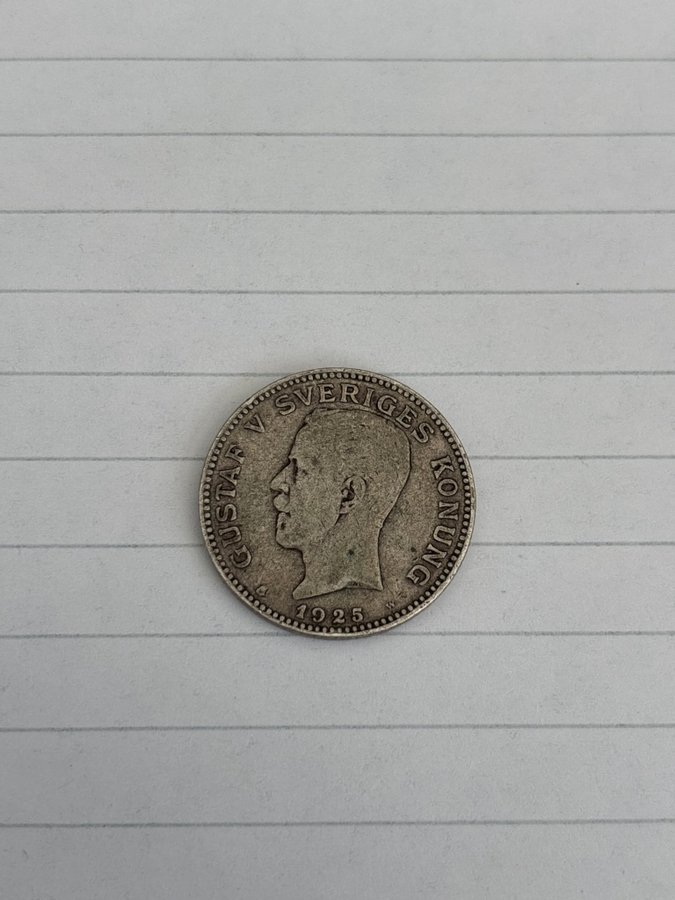 GUSTAF V SVERIGES KONUNG
1925